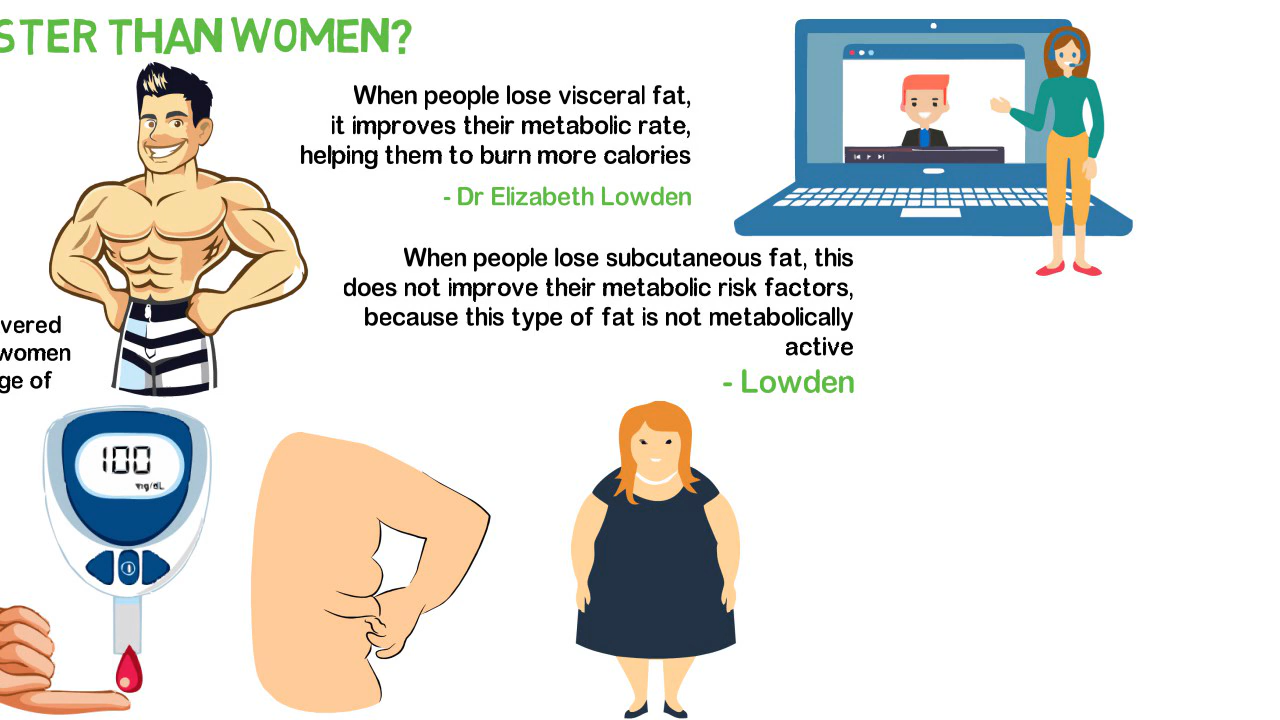 STER THAN WOMEN?
When people lose visceral fat,
it improves their metabolic rate,
helping them to burn more calories
- Dr Elizabeth Lowden
When people lose subcutaneous fat, this
does not improve their metabolic risk factors,
because this type of fat is not metabolically
active
- Lowden
vered
women
ge of
100
mg/dL